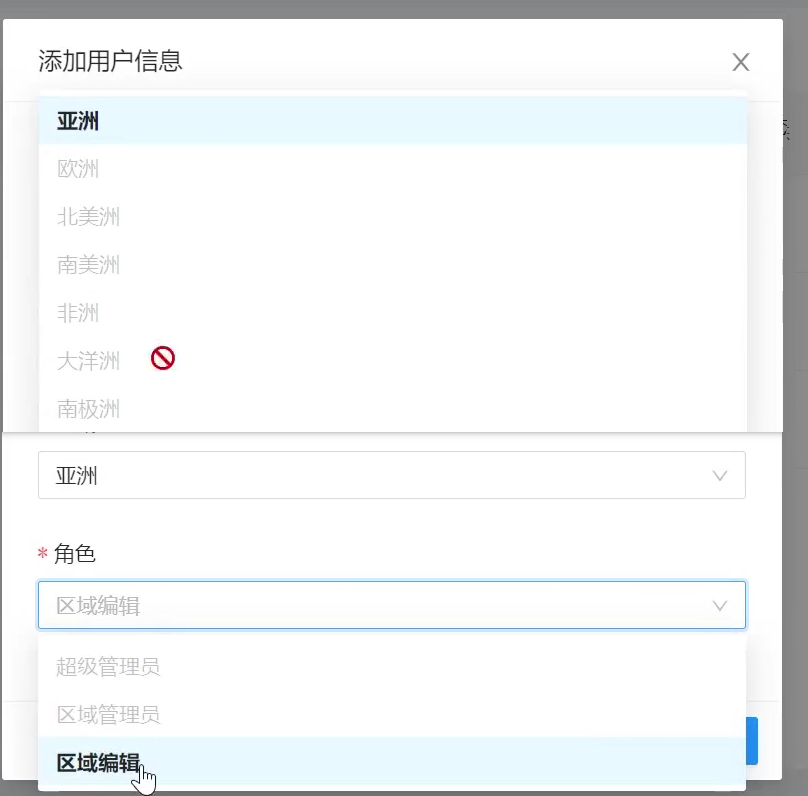 添加用户信息
亚洲
欧洲
北美洲
南美洲
非洲
大洋洲
南极洲
亚洲
* 角色
区域编辑
超级管理员
区域管理员
区域编辑